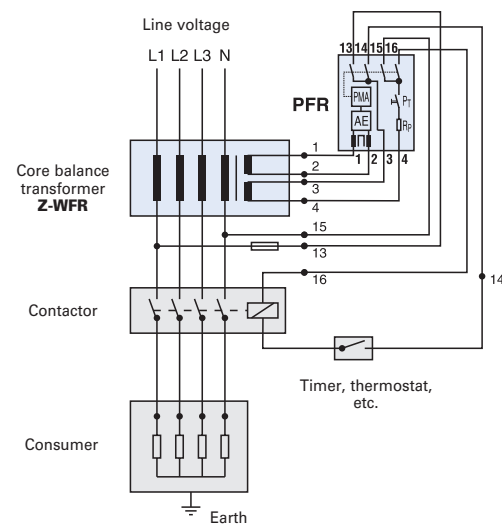 Line voltage
L1 L2 L3 N
13 14 15 16
PFR
PMA
PT
AE
RP
1 2 3 4
Core balance
transformer
Z-WFR
1
2
3
4
15
13
16
14
Contactor
Timer, thermostat,
etc.
Consumer
Earth